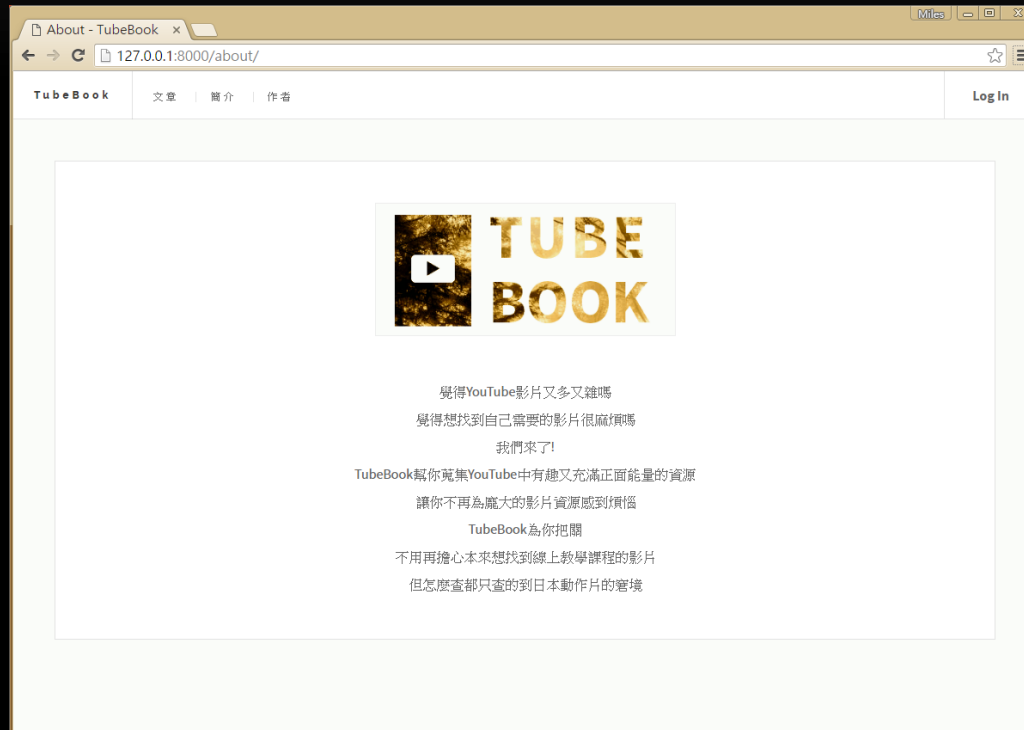 Miles
About - TubeBook
127.0.0.1:8000/about/
TubeBook 文章 簡介 作者 Log In
TUBE
BOOK
覺得YouTube影片又多又雜嗎
覺得想找到自己需要的影片很麻煩嗎
我們來了!
TubeBook幫你蒐集YouTube中有趣又充滿正面能量的資源
讓你不再為龐大的影片資源感到煩惱
TubeBook為你把關
不用再擔心本來想找到線上教學課程的影片
但怎麼查都只查的到日本動作片的窘境